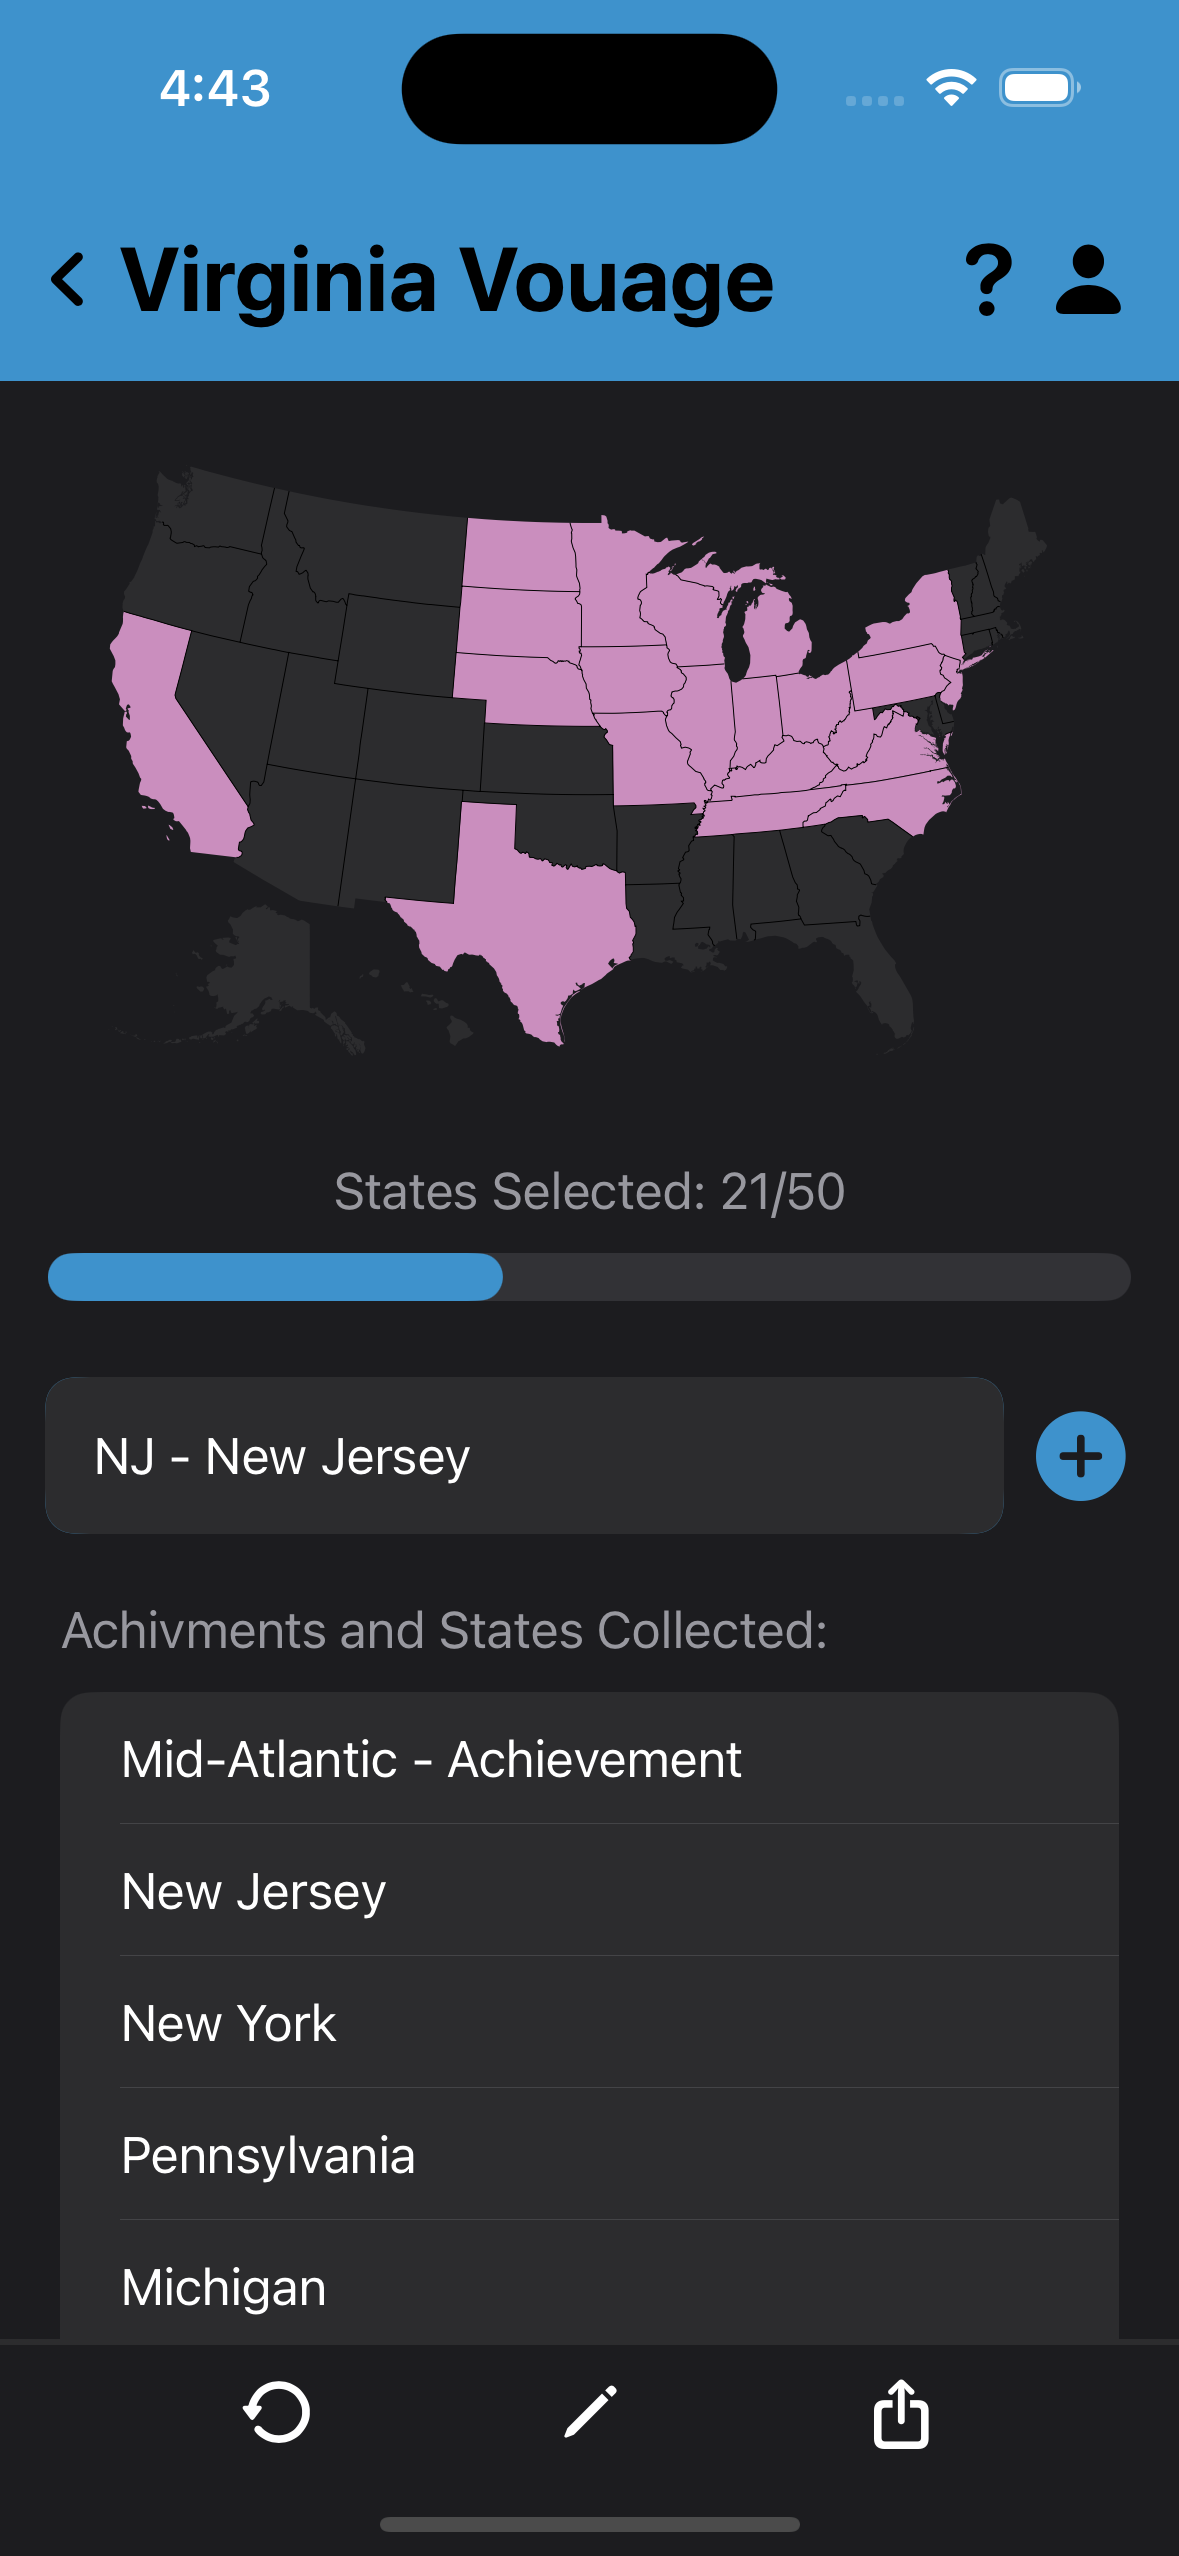 4:43
Virginia Vouage
?
States Selected: 21/50
NJ - New Jersey
Achivments and States Collected:
Mid-Atlantic - Achievement
New Jersey
New York
Pennsylvania
Michigan